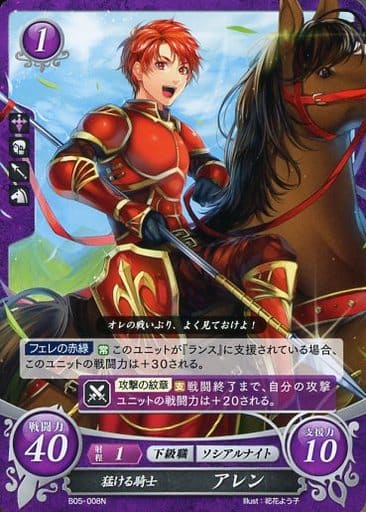 1
オレの戦いぶり、よく見ておけよ!
フェレの赤緑 常 このユニットが『ランス』に支援されている場合、
このユニットの戦闘力は+30される。
攻撃の紋章 支 戦闘終了まで、自分の攻撃
ユニットの戦闘力は+20される。
戦闘力
40
射程 1 下級職 ソシアルナイト
支援力
10
猛ける騎士 アレン
B05-008N
Illust:祀花よう子